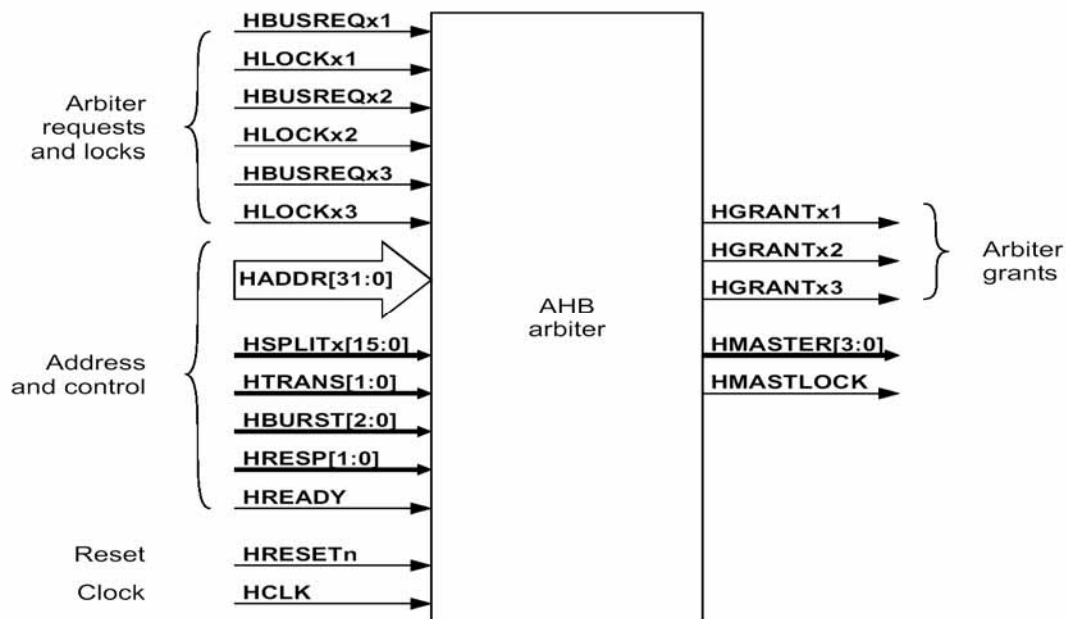 HBUSREQx1
HLOCKx1
HBUSREQx2
HLOCKx2
HBUSREQx3
HLOCKx3
Arbiter
requests
and locks
HADDR[31:0]
HSPLITx[15:0]
HTRANS[1:0]
HBURST[2:0]
HRESP[1:0]
HREADY
Address
and control
Reset
HRESETn
Clock
HCLK
AHB
arbiter
HGRANTx1
HGRANTx2
HGRANTx3
Arbiter
grants
HMASTER[3:0]
HMASTLOCK